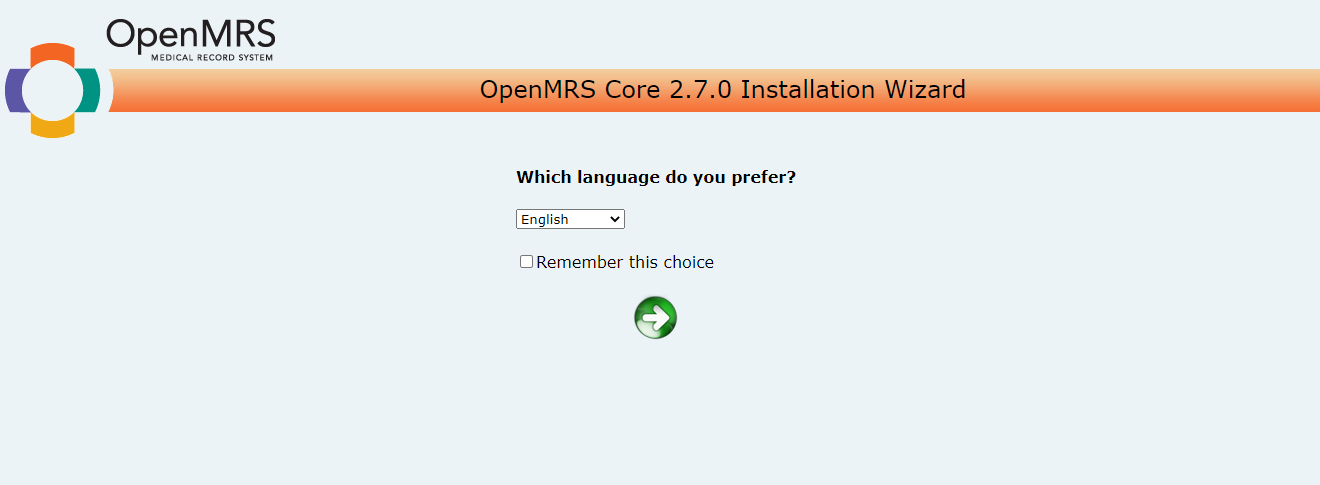 OpenMRS
MEDICAL RECORD SYSTEM
OpenMRS Core 2.7.0 Installation Wizard
Which language do you prefer?
English
Remember this choice